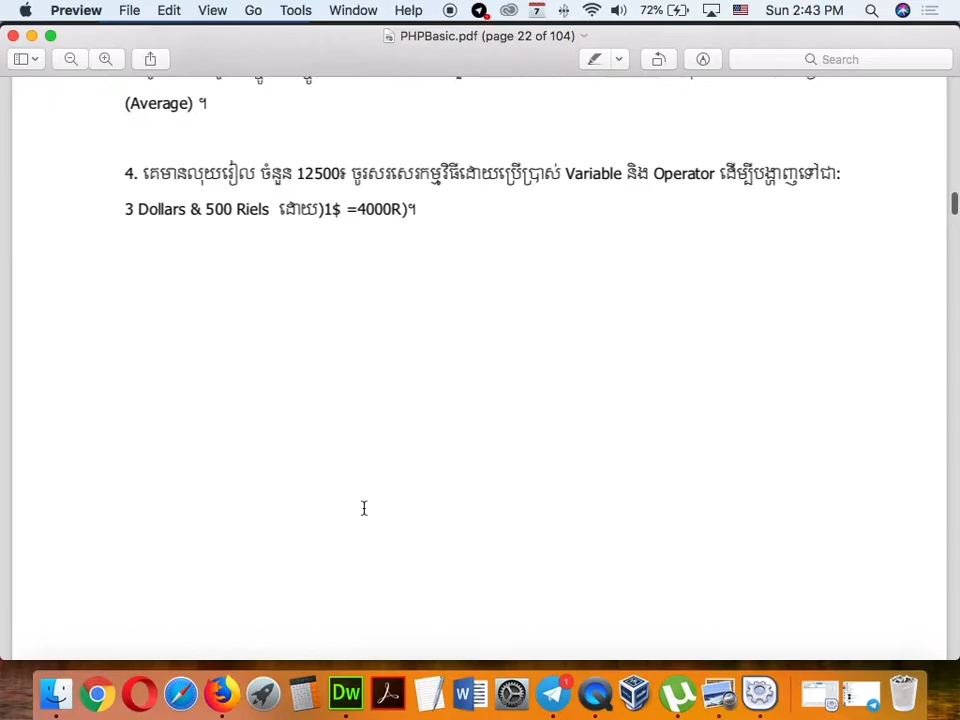 Preview File Edit View Go Tools Window Help 7 72% Sun 2:43 PM
PHPBasic.pdf (page 22 of 104)
Search
(Average) ។
4. គេមានលុយរៀល ចំនួន 12500៛ ចូរសរសេរកម្មវិធីដោយប្រើប្រាស់ Variable និង Operator ដើម្បីបង្ហាញទៅជា:
3 Dollars & 500 Riels ដោយ)1$ =4000R)។
Dw W 1